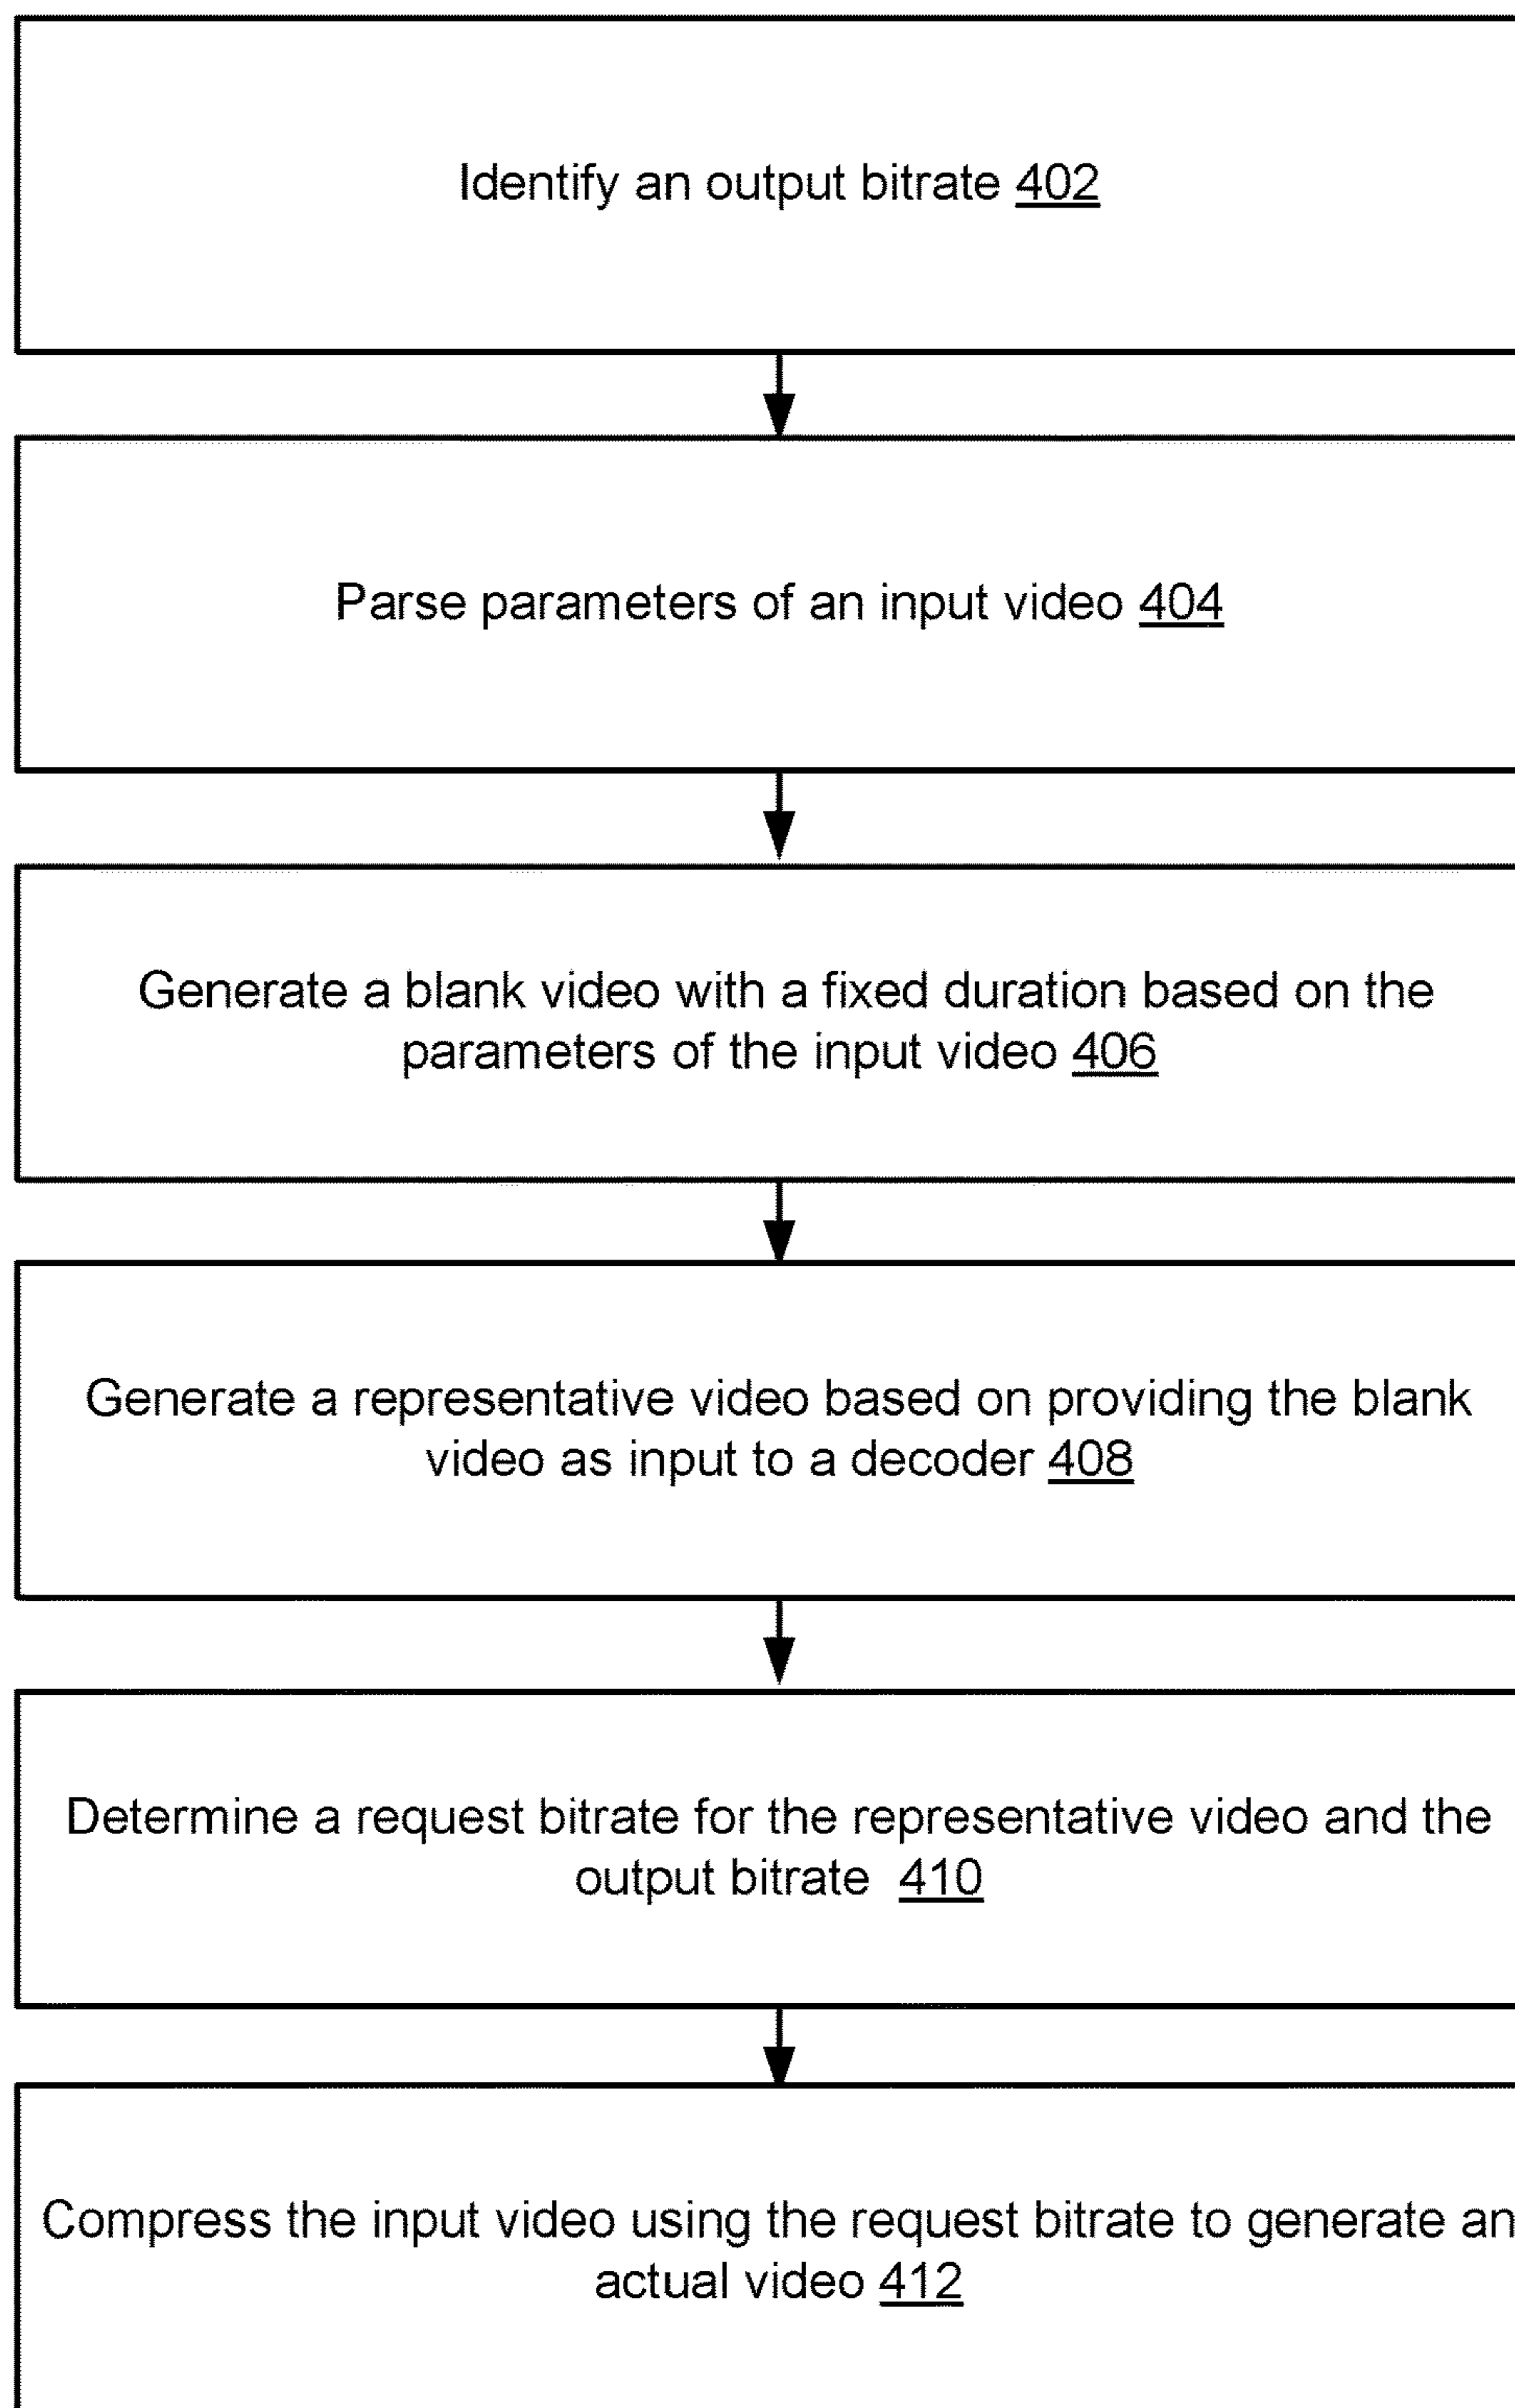 Identify an output bitrate 402
Parse parameters of an input video 404
Generate a blank video with a fixed duration based on the
parameters of the input video 406
Generate a representative video based on providing the blank
video as input to a decoder 408
Determine a request bitrate for the representative video and the
output bitrate 410
Compress the input video using the request bitrate to generate an
actual video 412